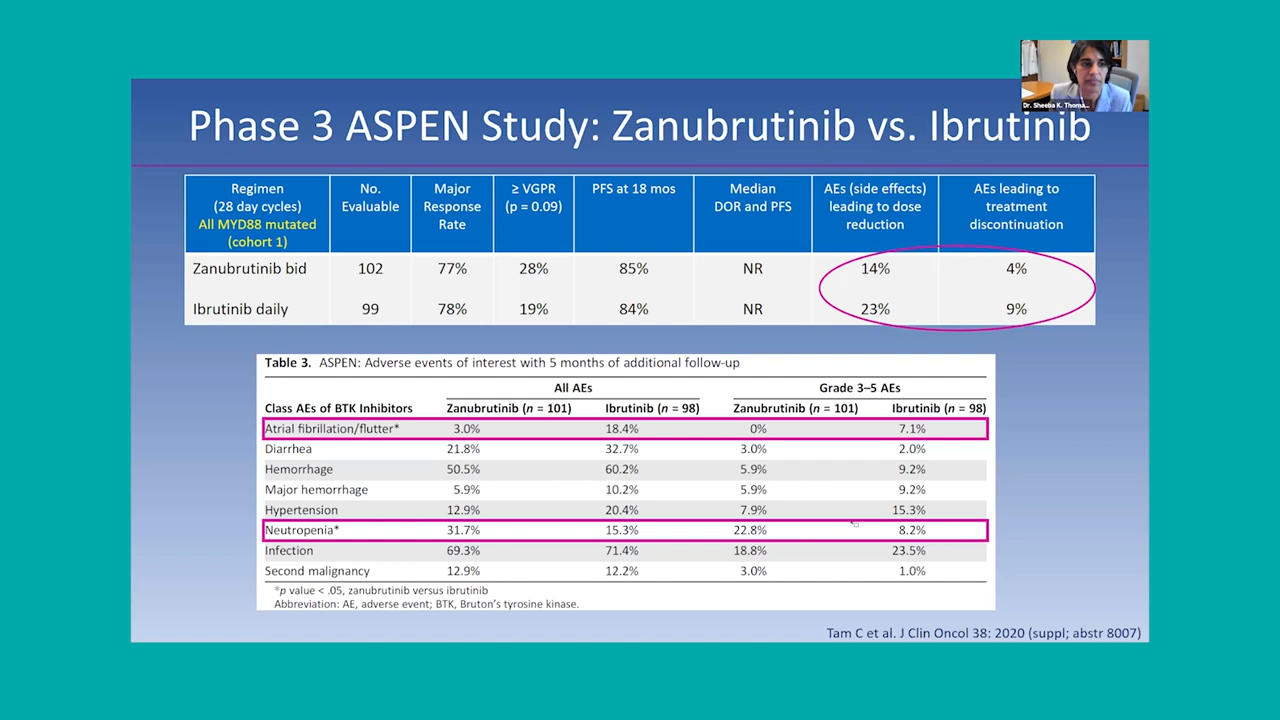 Dr. Sheeba K. Thoma...
Phase 3 ASPEN Study: Zanubrutinib vs. Ibrutinib
Regimen (28 day cycles) All MYD88 mutated (cohort 1) No. Evaluable Major Response Rate ≥ VGPR (p = 0.09) PFS at 18 mos Median DOR and PFS AEs (side effects) leading to dose reduction AEs leading to treatment discontinuation
Zanubrutinib bid 102 77% 28% 85% NR 14% 4%
Ibrutinib daily 99 78% 19% 84% NR 23% 9%
Table 3. ASPEN: Adverse events of interest with 5 months of additional follow-up
All AEs Grade 3–5 AEs
Class AEs of BTK Inhibitors Zanubrutinib (n = 101) Ibrutinib (n = 98) Zanubrutinib (n = 101) Ibrutinib (n = 98)
Atrial fibrillation/flutter* 3.0% 18.4% 0% 7.1%
Diarrhea 21.8% 32.7% 3.0% 2.0%
Hemorrhage 50.5% 60.2% 5.9% 9.2%
Major hemorrhage 5.9% 10.2% 5.9% 9.2%
Hypertension 12.9% 20.4% 7.9% 15.3%
Neutropenia* 31.7% 15.3% 22.8% 8.2%
Infection 69.3% 71.4% 18.8% 23.5%
Second malignancy 12.9% 12.2% 3.0% 1.0%
*p value < .05, zanubrutinib versus ibrutinib
Abbreviation: AE, adverse event; BTK, Bruton's tyrosine kinase.
Tam C et al. J Clin Oncol 38: 2020 (suppl; abstr 8007)